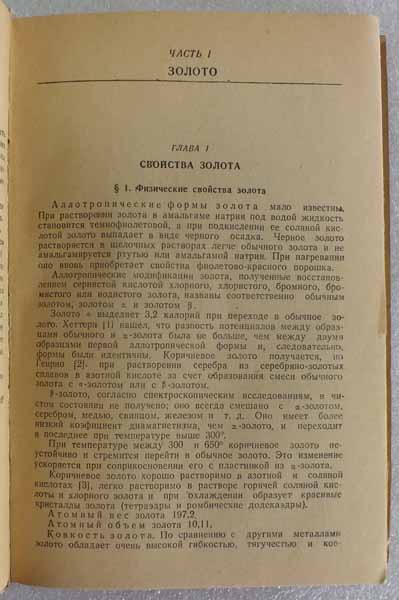 ЧАСТЬ I
ЗОЛОТО
ГЛАВА I
СВОЙСТВА ЗОЛОТА
§ 1. Физические свойства золота
Аллотропические формы золота мало известны.
При растворении золота в амальгаме натрия под водой жидкость
становится темнофиолетовой, а при подкислении ее соляной кис-
лотой золото выпадает в виде черного осадка. Черное золото
растворяется в щелочных растворах легче обычного золота и не
амальгамируется ртутью или амальгамой натрия. При нагревании
оно вновь приобретает свойства фиолетово-красного порошка.
Аллотропические модификации золота, полученные восстанов-
лением сернистой кислотой хлорного, хлористого, бромного, бро-
мистого или иодистого золота, названы соответственно обычным
золотом, золотом α и золотом β.
Золото α выделяет 3,2 калорий при переходе в обычное зо-
лото. Хеттери [1] нашел, что разность потенциалов между образ-
цами обычного и α-золота была не больше, чем между двумя
образцами первой аллотропической формы и, следовательно,
формы были идентичны. Коричневое золото получается, по
[2], при растворении серебра из серебряно-золотых
сплавов в азотной кислоте за счет образования смеси обычного
золота с α-золотом или с β-золотом.
β-золото, согласно спектроскопическим исследованиям, в чис-
том состоянии не получено; оно всегда смешано с α-золотом,
серебром, медью, свинцом, железом и т. д. Оно имеет более
низкий коефициент диамагнетизма, чем α-золото, и переходит
в последнее при температуре выше 300°.
При температуре между 300 и 650° коричневое золото не-
устойчиво и стремится перейти в обычное золото. Это изменение
ускоряется при соприкосновении его с пластинкой из α-золота.
Коричневое золото хорошо растворимо в азотной и соляной
кислотах [3], легко растворимо в растворе горячей соляной кис-
лоты и хлорного золота и при охлаждении образует красивые
кристаллы золота (тетраэдры и ромбические додекаэдры).
Атомный вес золота 197,2.
Атомный объем золота 10,11.
Ковкость золота. По сравнению с другими металлами
золото обладает очень высокой гибкостью, тягучестью и ков-